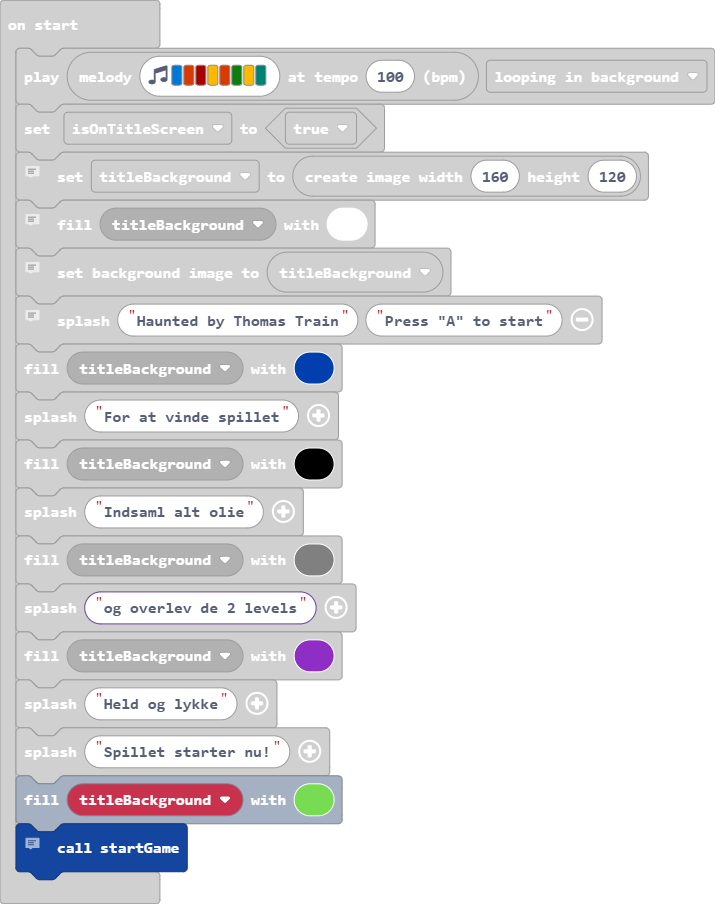 on start
play melody at tempo 100 (bpm) looping in background
set isOnTitleScreen to true
set titleBackground to create image width 160 height 120
fill titleBackground with
set background image to titleBackground
splash "Haunted by Thomas Train" "Press "A" to start"
fill titleBackground with
splash "For at vinde spillet"
fill titleBackground with
splash "Indsaml alt olie"
fill titleBackground with
splash "og overlev de 2 levels"
fill titleBackground with
splash "Held og lykke"
splash "Spillet starter nu!"
fill titleBackground with
call startGame